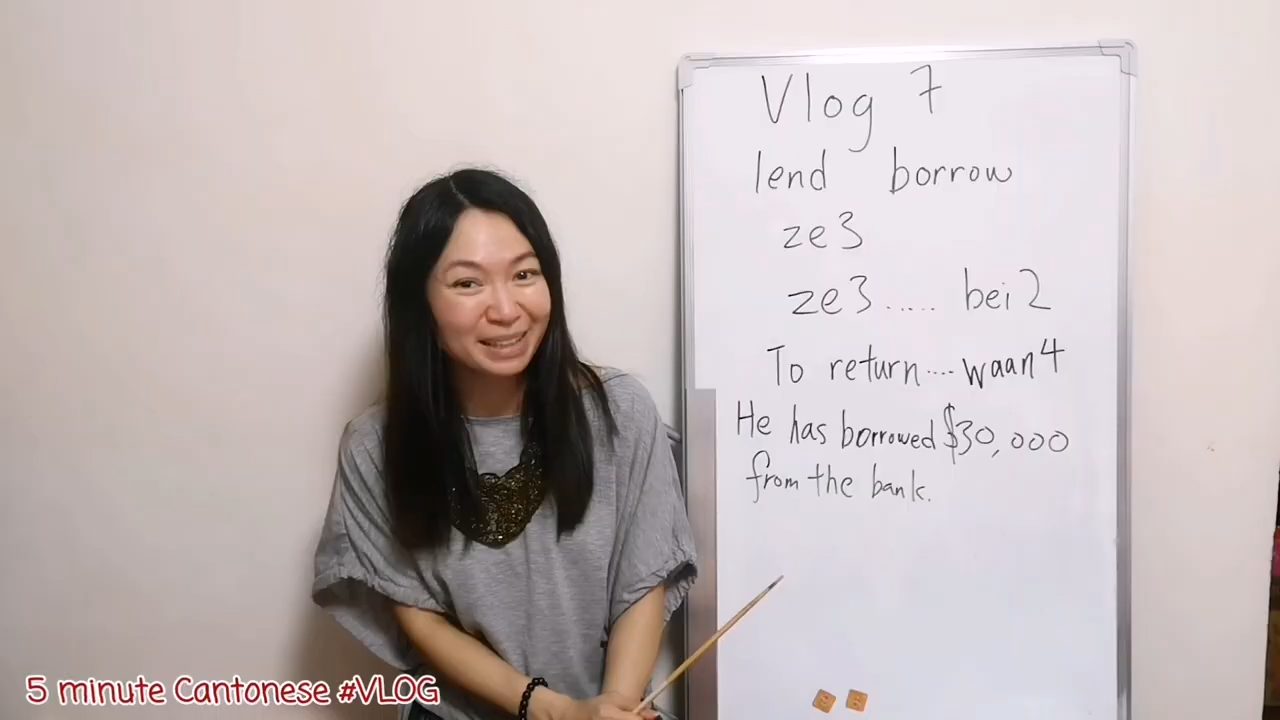 Vlog 7
lend borrow
ze3
ze3..... bei2
To return.... waan4
He has borrowed $30,000
from the bank.
5 minute Cantonese #VLOG